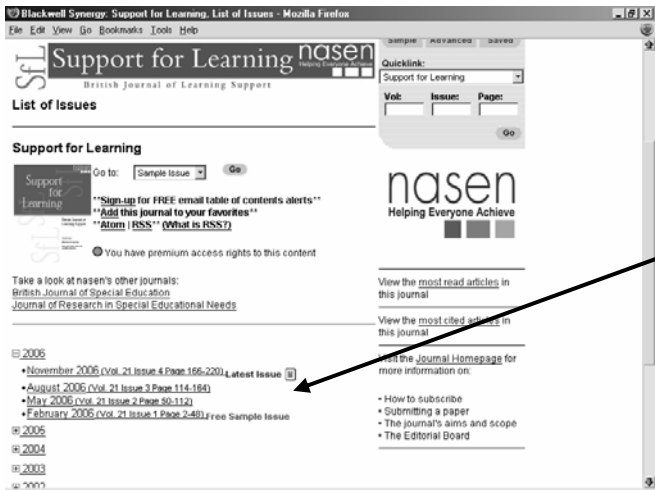 Blackwell Synergy: Support for Learning, List of Issues - Mozilla Firefox
File Edit View Go Bookmarks Tools Help
SfL Support for Learning
British Journal of Learning Support
nasen
Helping Everyone Achieve
List of Issues
Support for Learning
Support for Learning
Go to: Sample Issue Go
**Sign-up for FREE email table of contents alerts**
**Add this journal to your favorites**
**Atom | RSS** (What is RSS?)
You have premium access rights to this content
Take a look at nasen's other journals:
British Journal of Special Education
Journal of Research in Special Educational Needs
2006
•November 2006 (Vol. 21 Issue 4 Page 166-220) Latest Issue
•August 2006 (Vol. 21 Issue 3 Page 114-164)
•May 2006 (Vol. 21 Issue 2 Page 50-112)
•February 2006 (Vol. 21 Issue 1 Page 2-48) Free Sample Issue
2005
2004
2003
2002
Simple Advanced Saved
Quicklink:
Support for Learning
Vol: Issue: Page:
Go
nasen
Helping Everyone Achieve
View the most read articles in
this journal
View the most cited articles in
this journal
Visit the Journal Homepage for
more information on:
• How to subscribe
• Submitting a paper
• The journal's aims and scope
• The Editorial Board